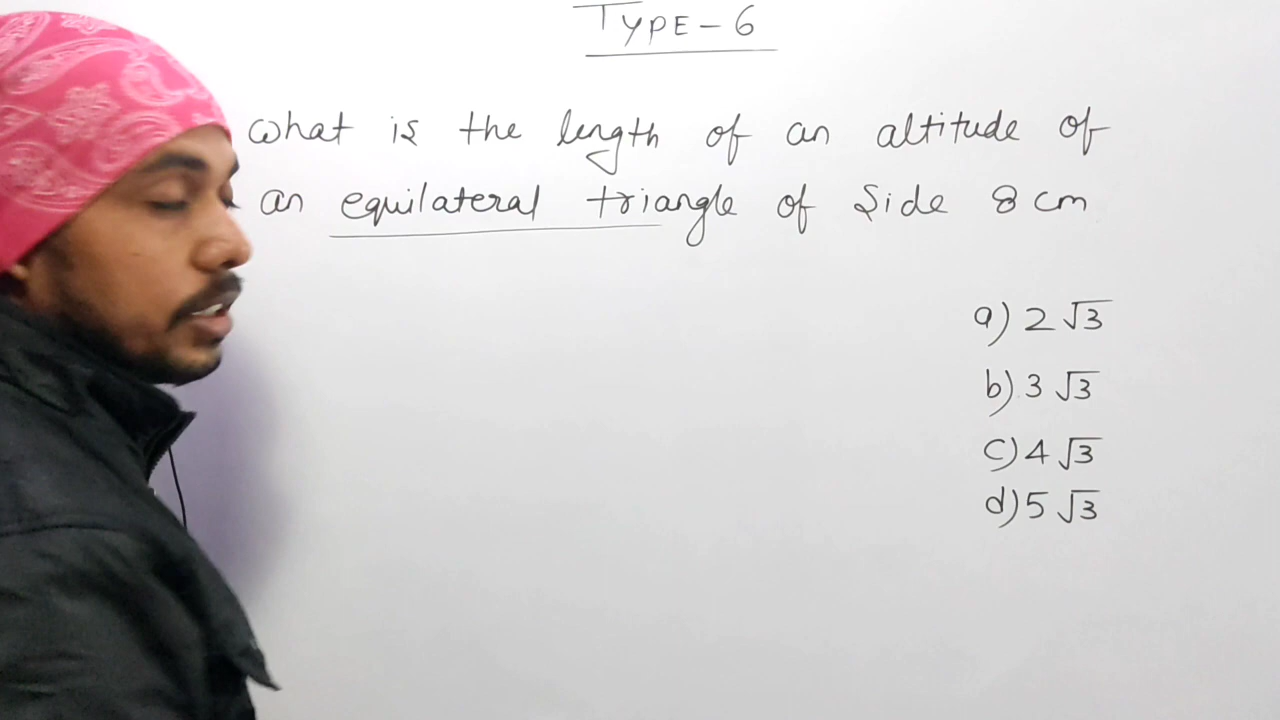 TYPE-6
what is the length of an altitude of
an equilateral triangle of Side 8 cm
a) 2√3
b) 3√3
c) 4√3
d) 5√3